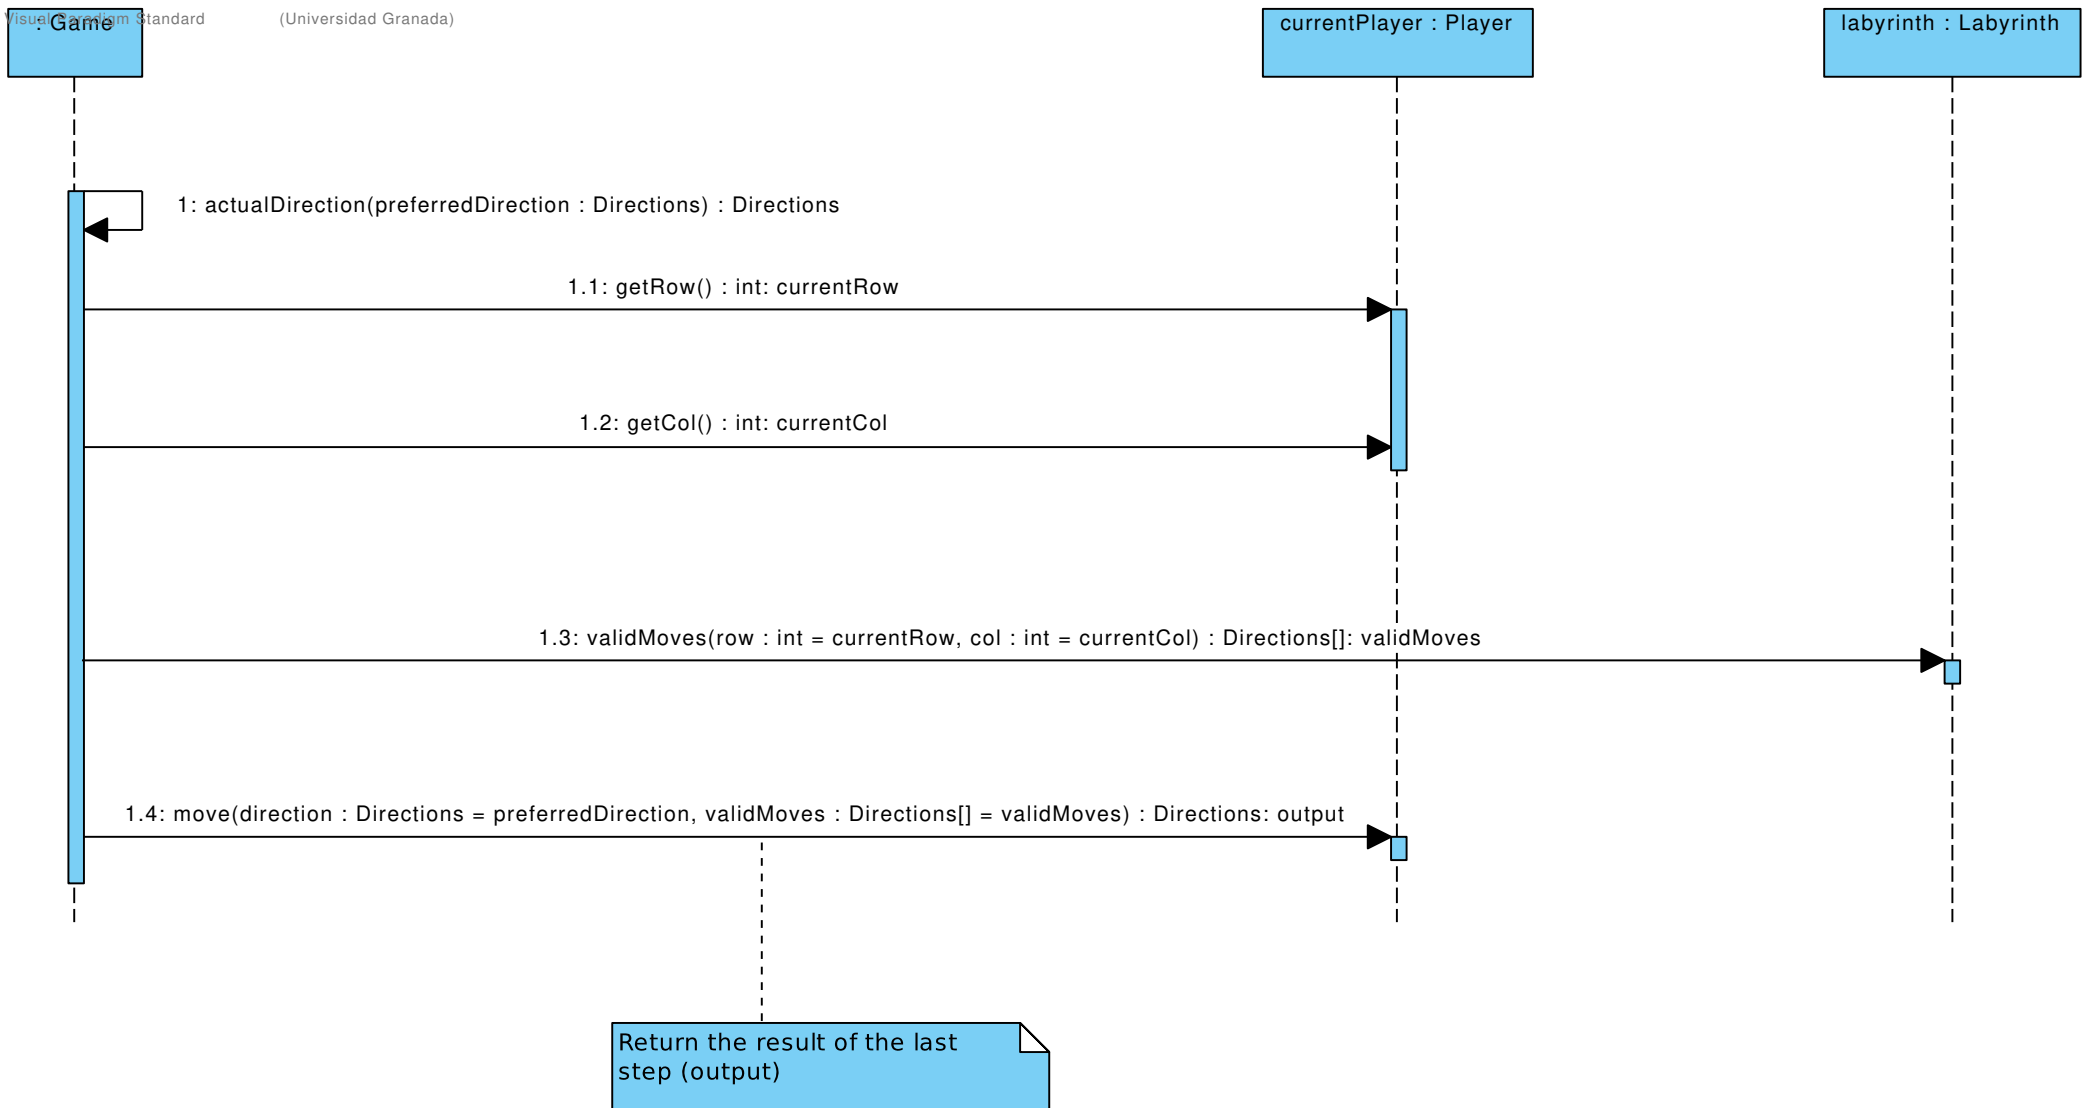 Visual Paradigm Standard (Universidad Granada)
: Game
currentPlayer : Player
labyrinth : Labyrinth
1: actualDirection(preferredDirection : Directions) : Directions
1.1: getRow() : int: currentRow
1.2: getCol() : int: currentCol
1.3: validMoves(row : int = currentRow, col : int = currentCol) : Directions[]: validMoves
1.4: move(direction : Directions = preferredDirection, validMoves : Directions[] = validMoves) : Directions: output
Return the result of the last
step (output)